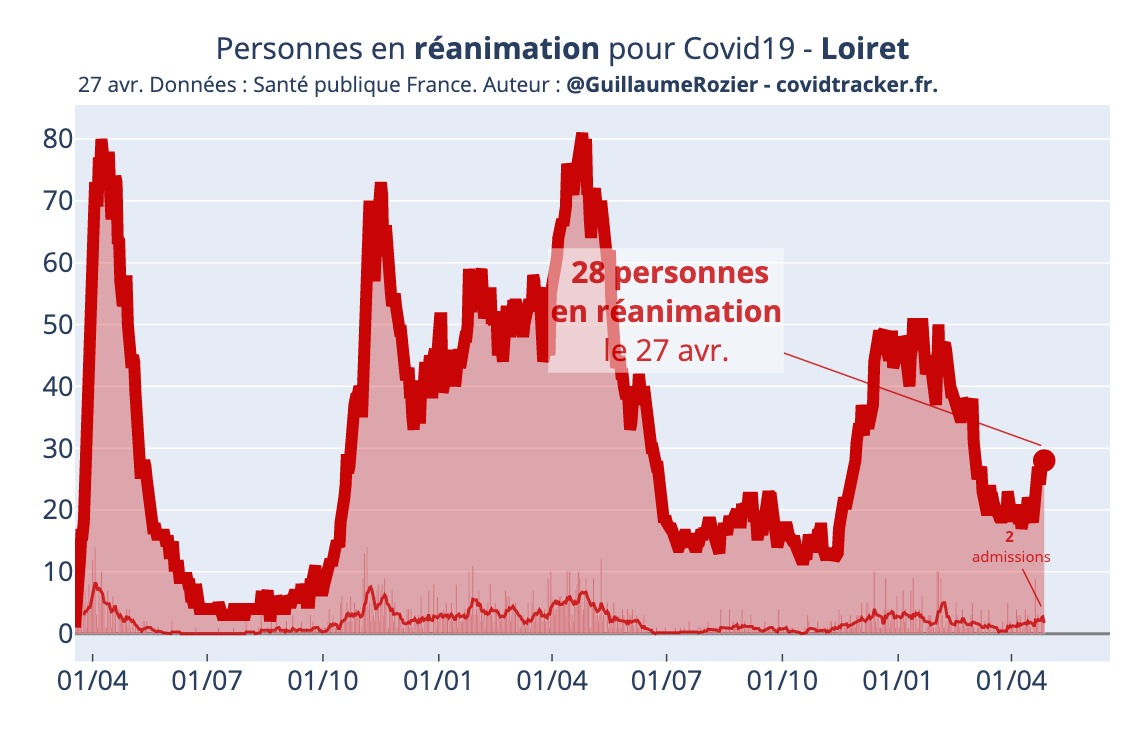 Personnes en réanimation pour Covid19 - Loiret
27 avr. Données : Santé publique France. Auteur : @GuillaumeRozier - covidtracker.fr.
80
70
60
50
40
30
20
10
0
28 personnes
en réanimation
le 27 avr.
2
admissions
01/04 01/07 01/10 01/01 01/04 01/07 01/10 01/01 01/04